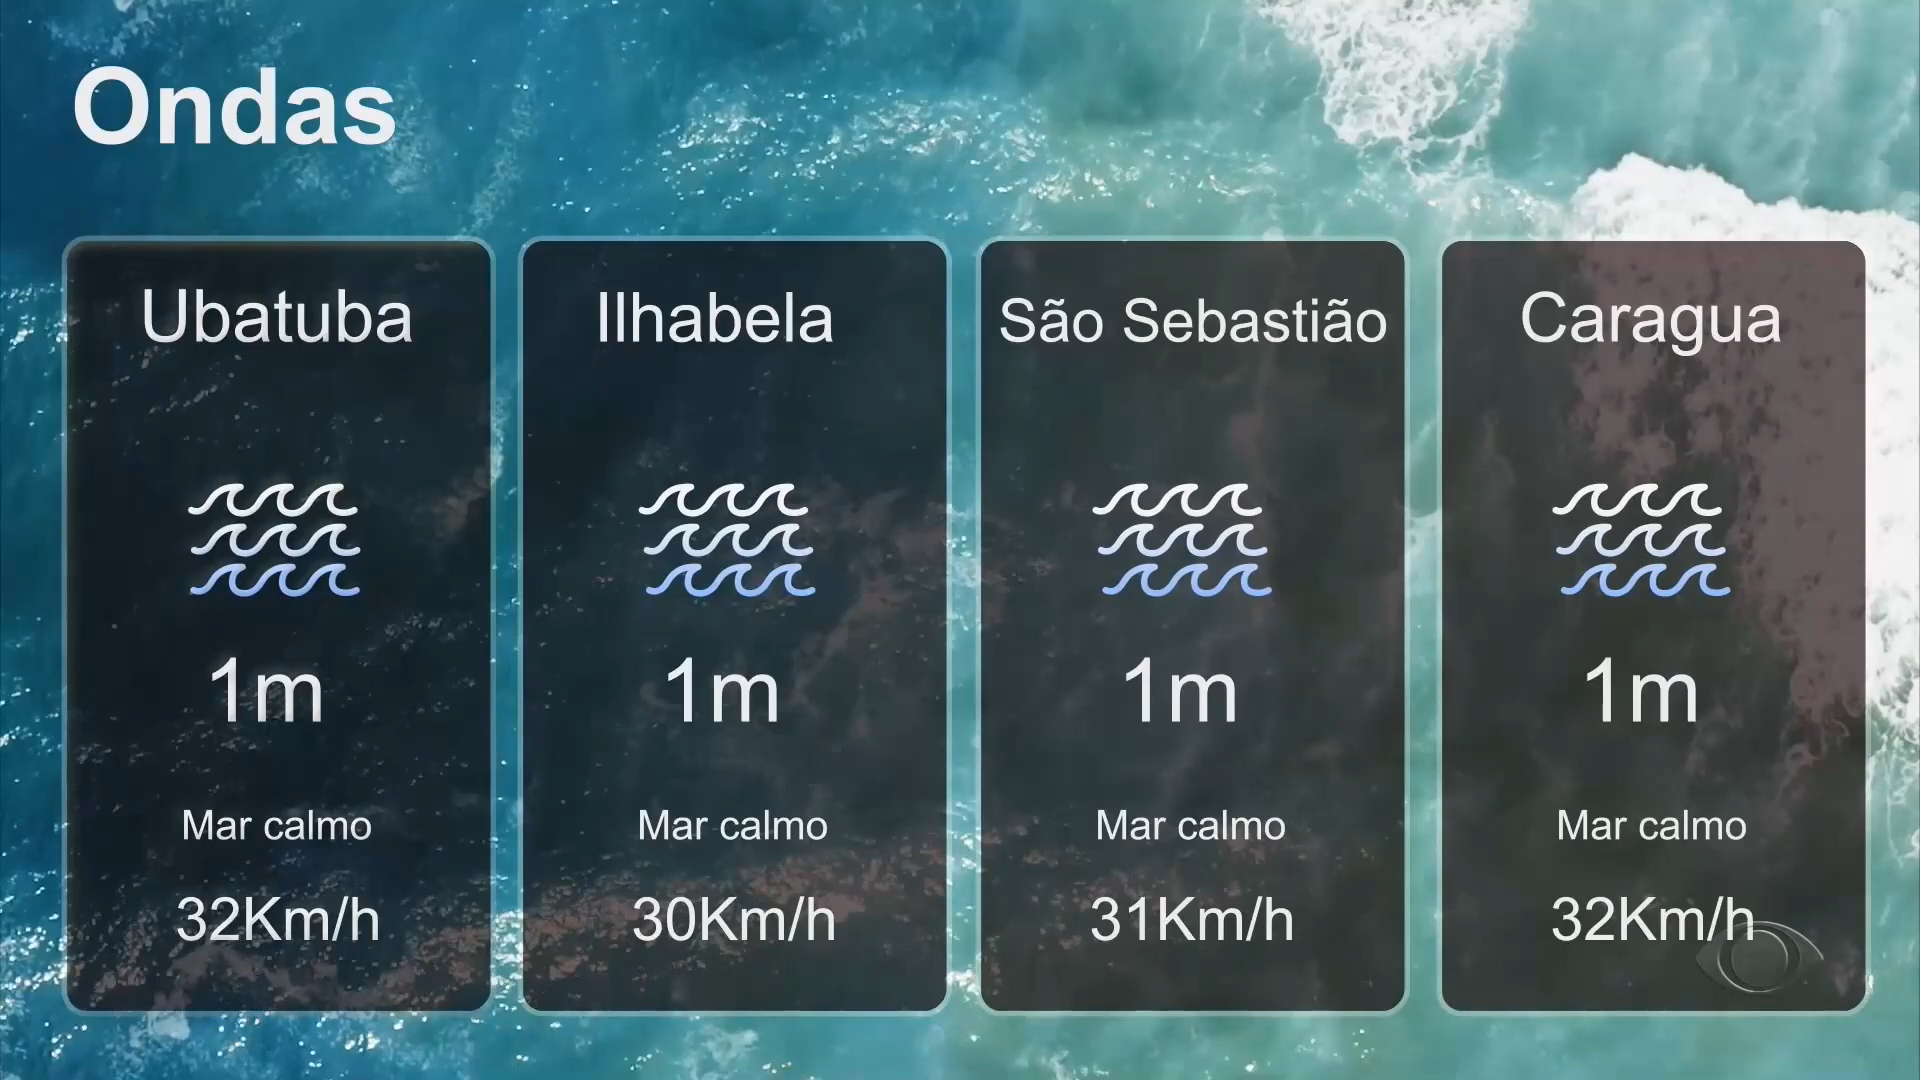 Ondas
Ubatuba
1m
Mar calmo
32Km/h
Ilhabela
1m
Mar calmo
30Km/h
São Sebastião
1m
Mar calmo
31Km/h
Caragua
1m
Mar calmo
32Km/h